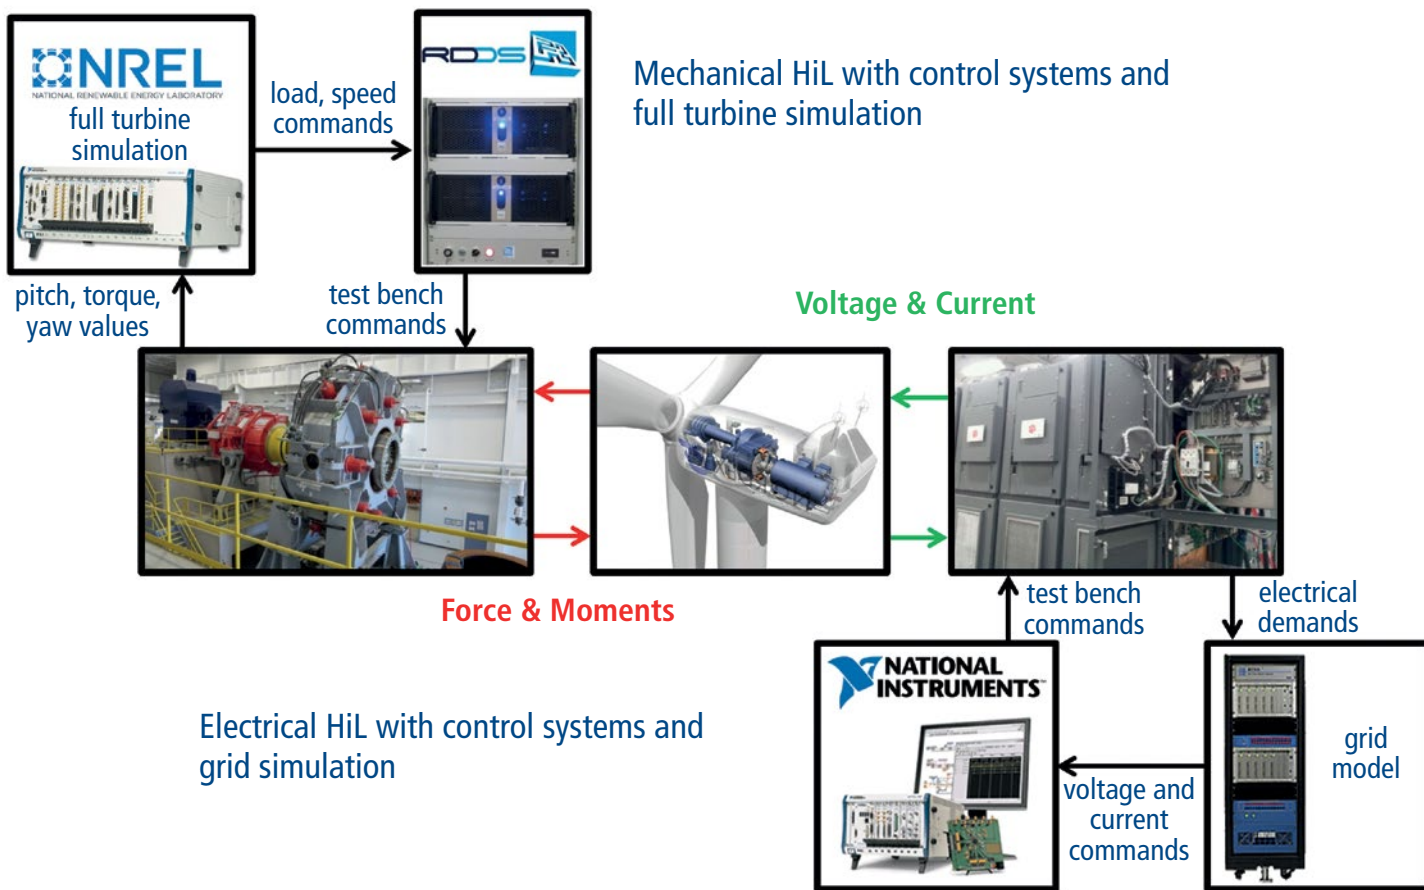 NREL
NATIONAL RENEWABLE ENERGY LABORATORY
full turbine
simulation
load, speed
commands
RDDS
Mechanical HiL with control systems and
full turbine simulation
pitch, torque,
yaw values
test bench
commands
Voltage & Current
Force & Moments
test bench
commands
electrical
demands
NATIONAL
INSTRUMENTS™
Electrical HiL with control systems and
grid simulation
grid
model
voltage and
current
commands